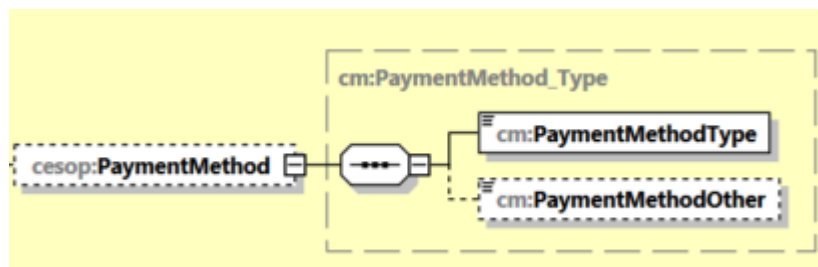 cm:PaymentMethod_Type
cm:PaymentMethodType
cesop:PaymentMethod
cm:PaymentMethodOther